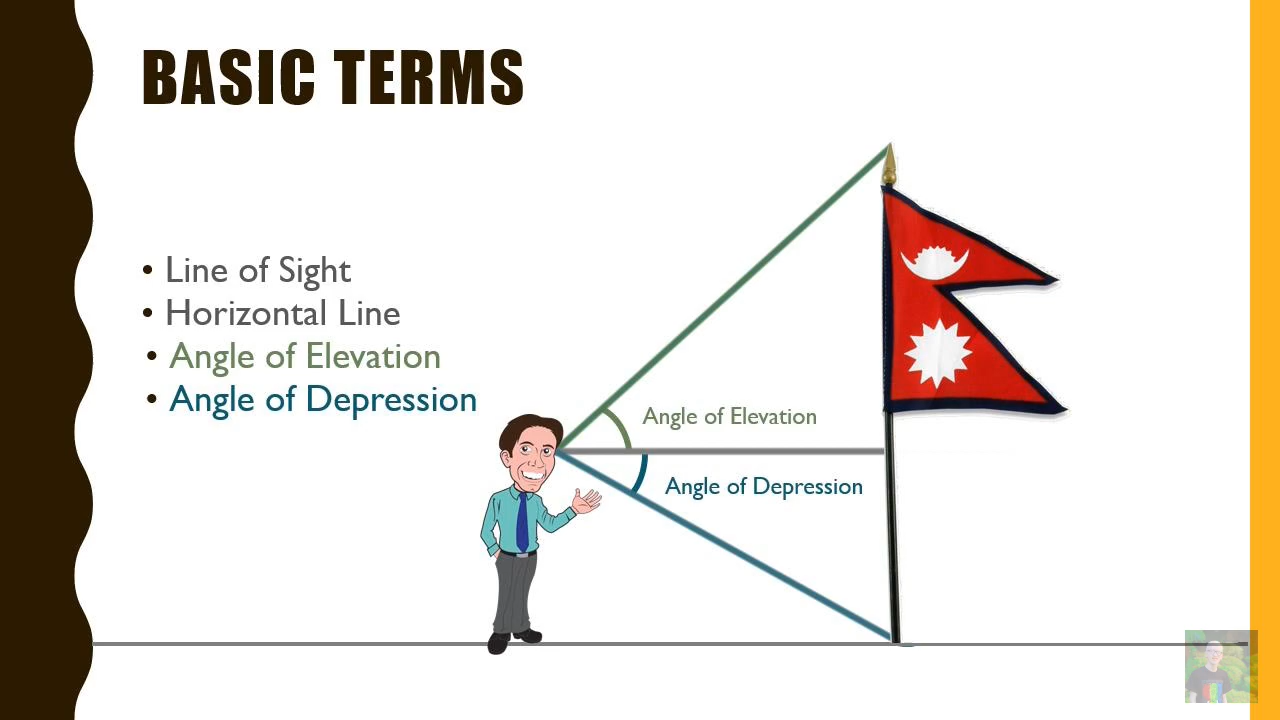 BASIC TERMS
• Line of Sight
• Horizontal Line
• Angle of Elevation
• Angle of Depression
Angle of Elevation
Angle of Depression